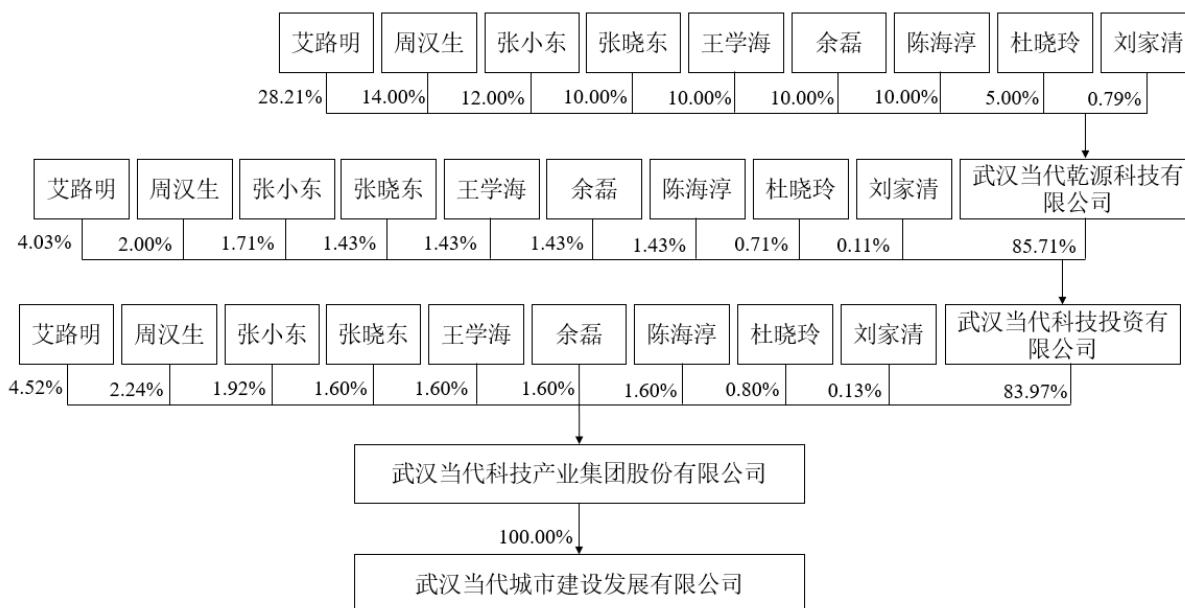 艾路明 周汉生 张小东 张晓东 王学海 余磊 陈海淳 杜晓玲 刘家清
28.21% 14.00% 12.00% 10.00% 10.00% 10.00% 10.00% 5.00% 0.79%
艾路明 周汉生 张小东 张晓东 王学海 余磊 陈海淳 杜晓玲 刘家清 武汉当代乾源科技有
限公司
4.03% 2.00% 1.71% 1.43% 1.43% 1.43% 1.43% 0.71% 0.11% 85.71%
艾路明 周汉生 张小东 张晓东 王学海 余磊 陈海淳 杜晓玲 刘家清 武汉当代科技投资有
限公司
4.52% 2.24% 1.92% 1.60% 1.60% 1.60% 1.60% 0.80% 0.13% 83.97%
武汉当代科技产业集团股份有限公司
100.00%
武汉当代城市建设发展有限公司